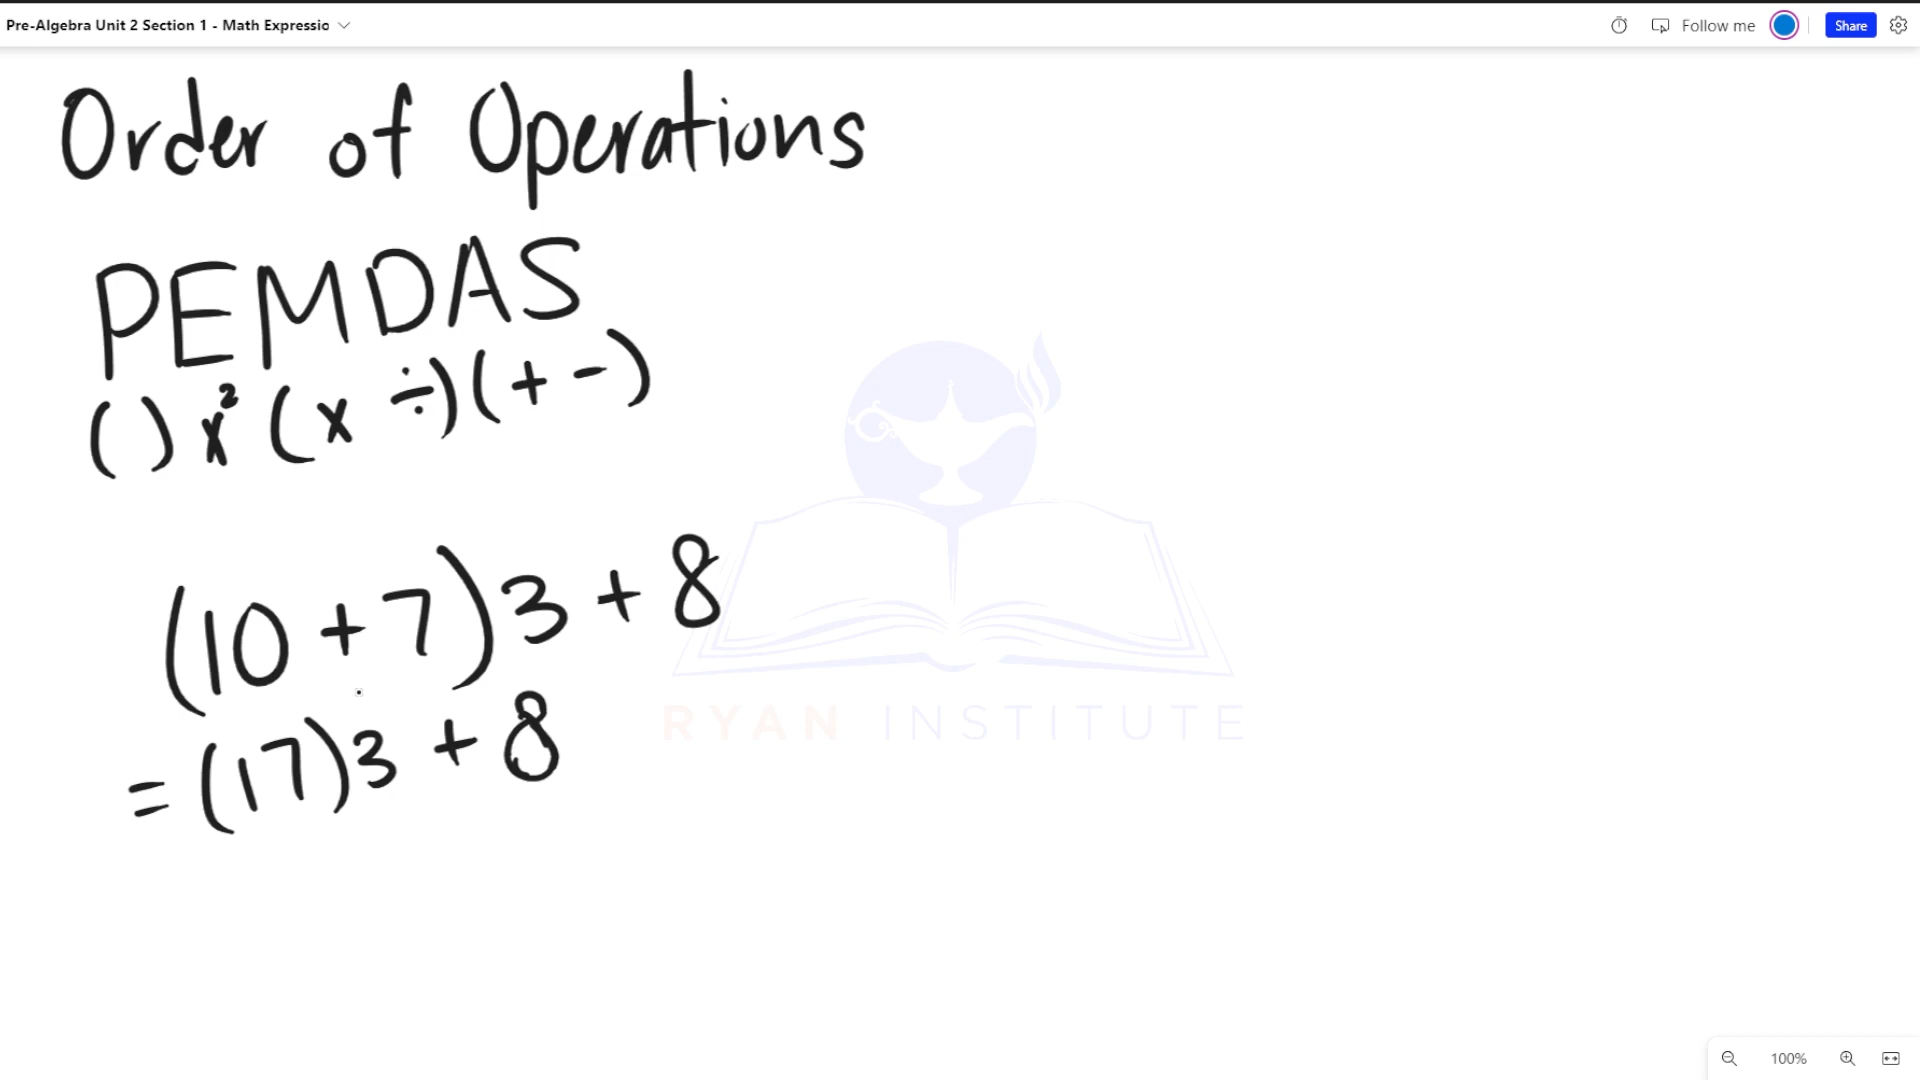 Pre-Algebra Unit 2 Section 1 - Math Expressio
Follow me
Share
Order of Operations
PEMDAS
( ) x² (x ÷)(+ -)
(10 + 7)3 + 8
= (17)3 + 8
RYAN INSTITUTE
100%